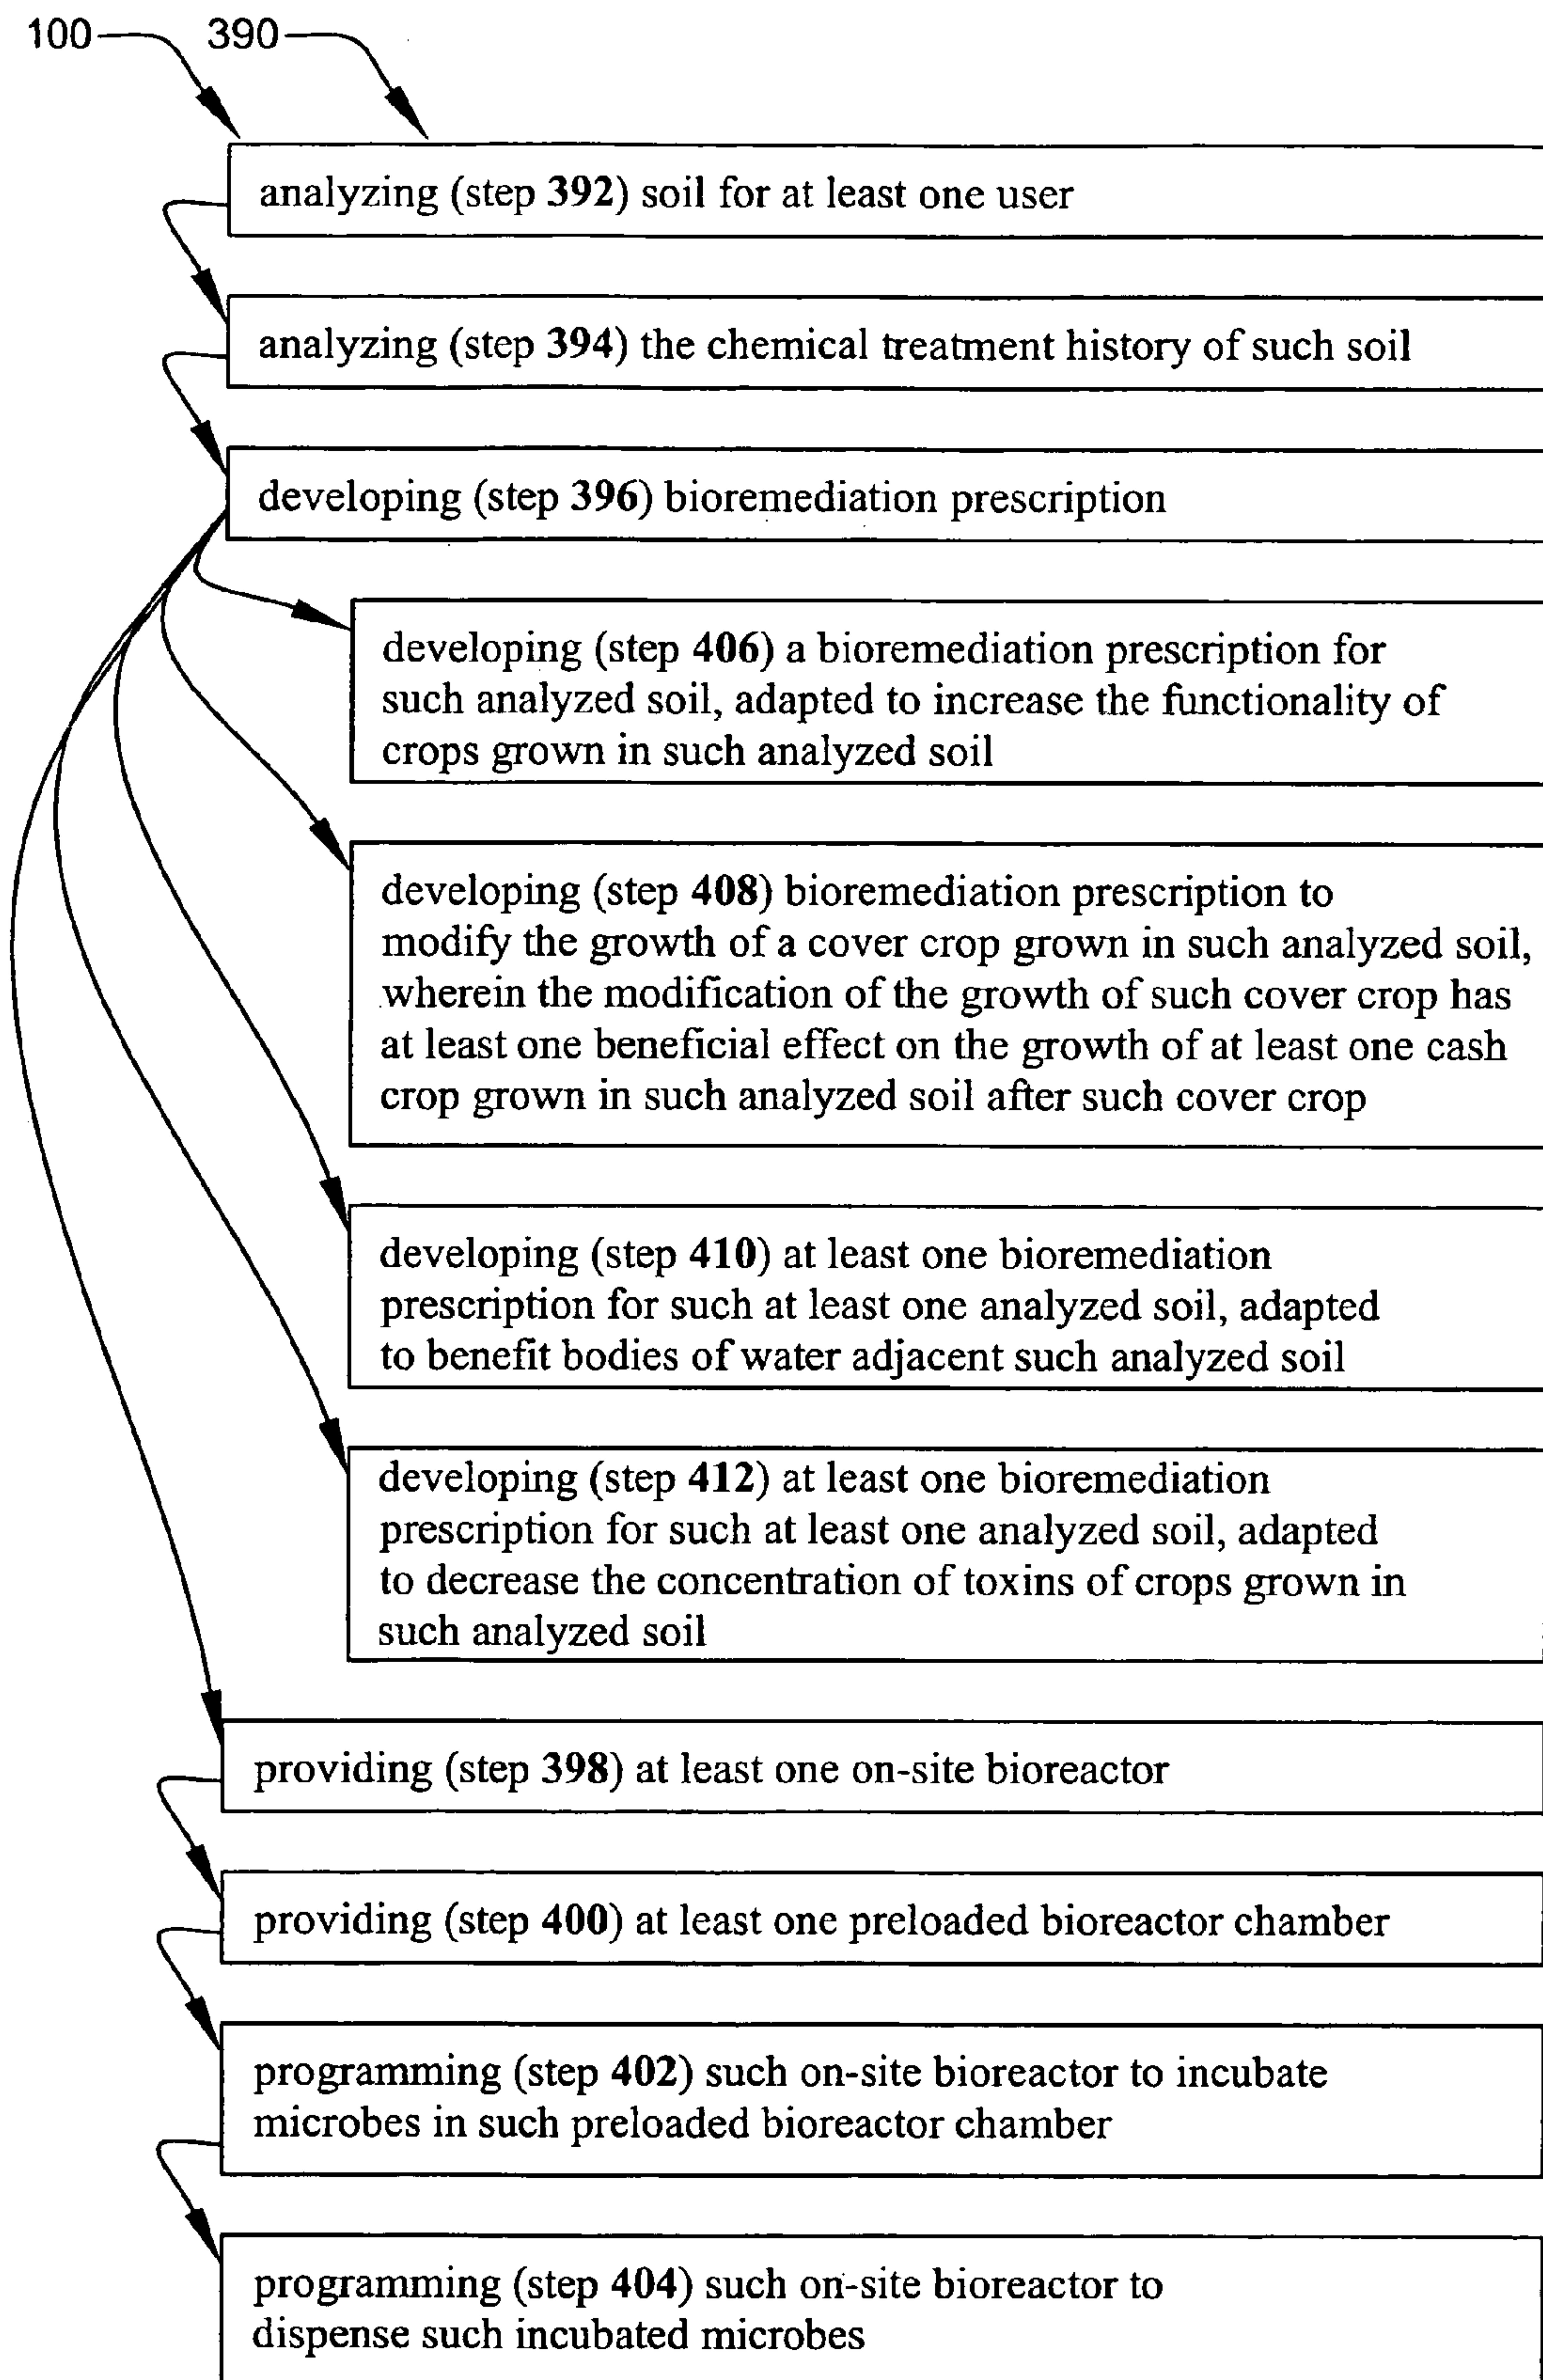 100 390
analyzing (step 392) soil for at least one user
analyzing (step 394) the chemical treatment history of such soil
developing (step 396) bioremediation prescription
developing (step 406) a bioremediation prescription for
such analyzed soil, adapted to increase the functionality of
crops grown in such analyzed soil
developing (step 408) bioremediation prescription to
modify the growth of a cover crop grown in such analyzed soil,
wherein the modification of the growth of such cover crop has
at least one beneficial effect on the growth of at least one cash
crop grown in such analyzed soil after such cover crop
developing (step 410) at least one bioremediation
prescription for such at least one analyzed soil, adapted
to benefit bodies of water adjacent such analyzed soil
developing (step 412) at least one bioremediation
prescription for such at least one analyzed soil, adapted
to decrease the concentration of toxins of crops grown in
such analyzed soil
providing (step 398) at least one on-site bioreactor
providing (step 400) at least one preloaded bioreactor chamber
programming (step 402) such on-site bioreactor to incubate
microbes in such preloaded bioreactor chamber
programming (step 404) such on-site bioreactor to
dispense such incubated microbes